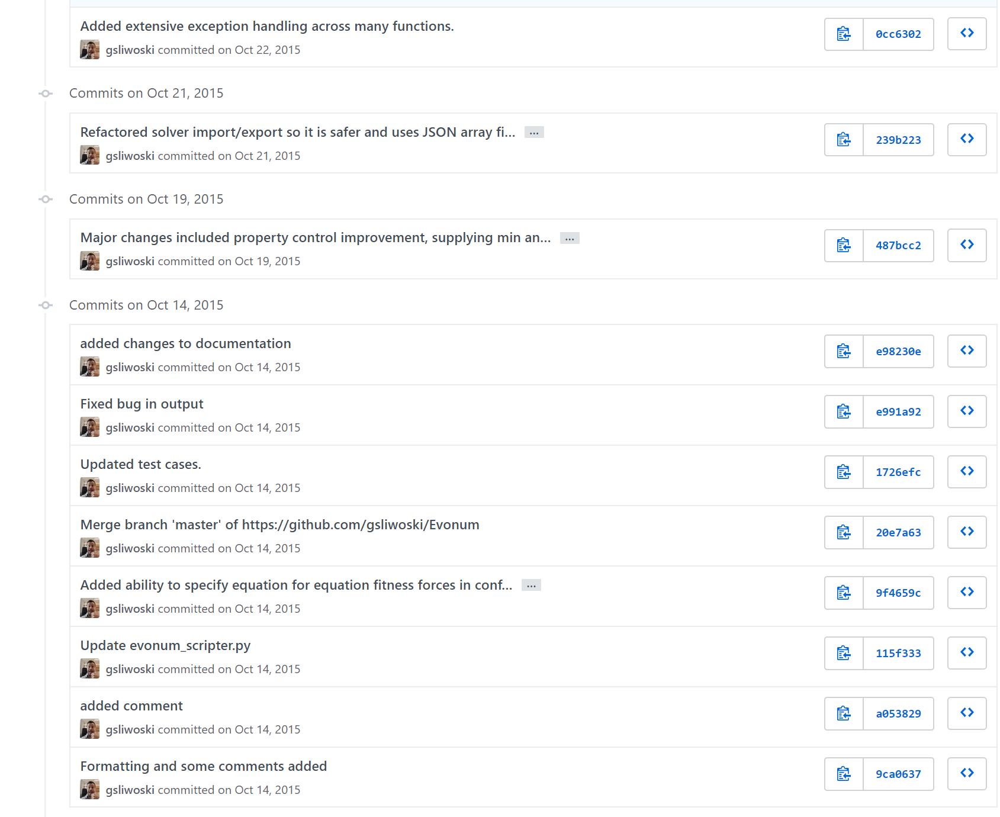 Added extensive exception handling across many functions.
gsliwoski committed on Oct 22, 2015
0cc6302
Commits on Oct 21, 2015
Refactored solver import/export so it is safer and uses JSON array fi... …
gsliwoski committed on Oct 21, 2015
239b223
Commits on Oct 19, 2015
Major changes included property control improvement, supplying min an... …
gsliwoski committed on Oct 19, 2015
487bcc2
Commits on Oct 14, 2015
added changes to documentation
gsliwoski committed on Oct 14, 2015
e98230e
Fixed bug in output
gsliwoski committed on Oct 14, 2015
e991a92
Updated test cases.
gsliwoski committed on Oct 14, 2015
1726efc
Merge branch 'master' of https://github.com/gsliwoski/Evonum
gsliwoski committed on Oct 14, 2015
20e7a63
Added ability to specify equation for equation fitness forces in conf... …
gsliwoski committed on Oct 14, 2015
9f4659c
Update evonum_scripter.py
gsliwoski committed on Oct 14, 2015
115f333
added comment
gsliwoski committed on Oct 14, 2015
a053829
Formatting and some comments added
gsliwoski committed on Oct 14, 2015
9ca0637